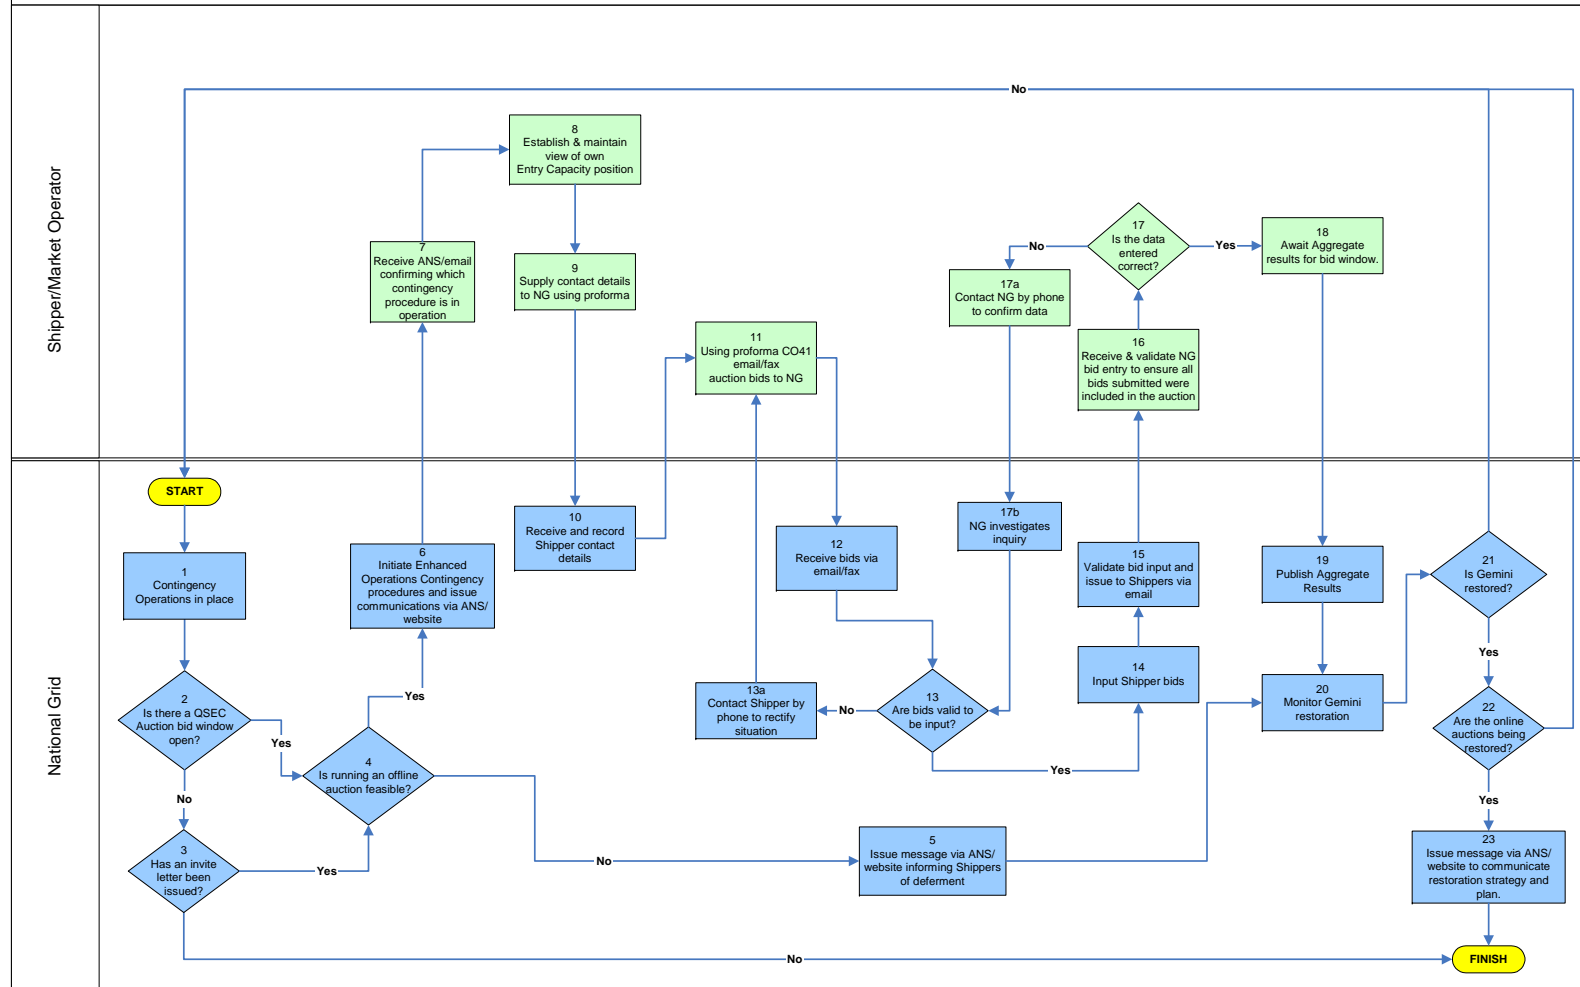 Shipper/Market Operator
No
8
Establish & maintain
view of own
Entry Capacity position
7
Receive ANS/email
confirming which
contingency
procedure is in
operation
9
Supply contact details
to NG using proforma
11
Using proforma CO41
email/fax
auction bids to NG
No
17
Is the data
entered
correct?
Yes
18
Await Aggregate
results for bid window.
17a
Contact NG by phone
to confirm data
16
Receive & validate NG
bid entry to ensure all
bids submitted were
included in the auction
National Grid
START
1
Contingency
Operations in place
2
Is there a QSEC
Auction bid window
open?
Yes
No
3
Has an invite
letter been
issued?
Yes
4
Is running an offline
auction feasible?
Yes
6
Initiate Enhanced
Operations Contingency
procedures and issue
communications via ANS/
website
10
Receive and record
Shipper contact
details
12
Receive bids via
email/fax
17b
NG investigates
inquiry
13a
Contact Shipper by
phone to rectify
situation
No
13
Are bids valid to
be input?
Yes
14
Input Shipper bids
15
Validate bid input and
issue to Shippers via
email
19
Publish Aggregate
Results
20
Monitor Gemini
restoration
21
Is Gemini
restored?
Yes
22
Are the online
auctions being
restored?
Yes
No
5
Issue message via ANS/
website informing Shippers
of deferment
23
Issue message via ANS/
website to communicate
restoration strategy and
plan.
No
FINISH